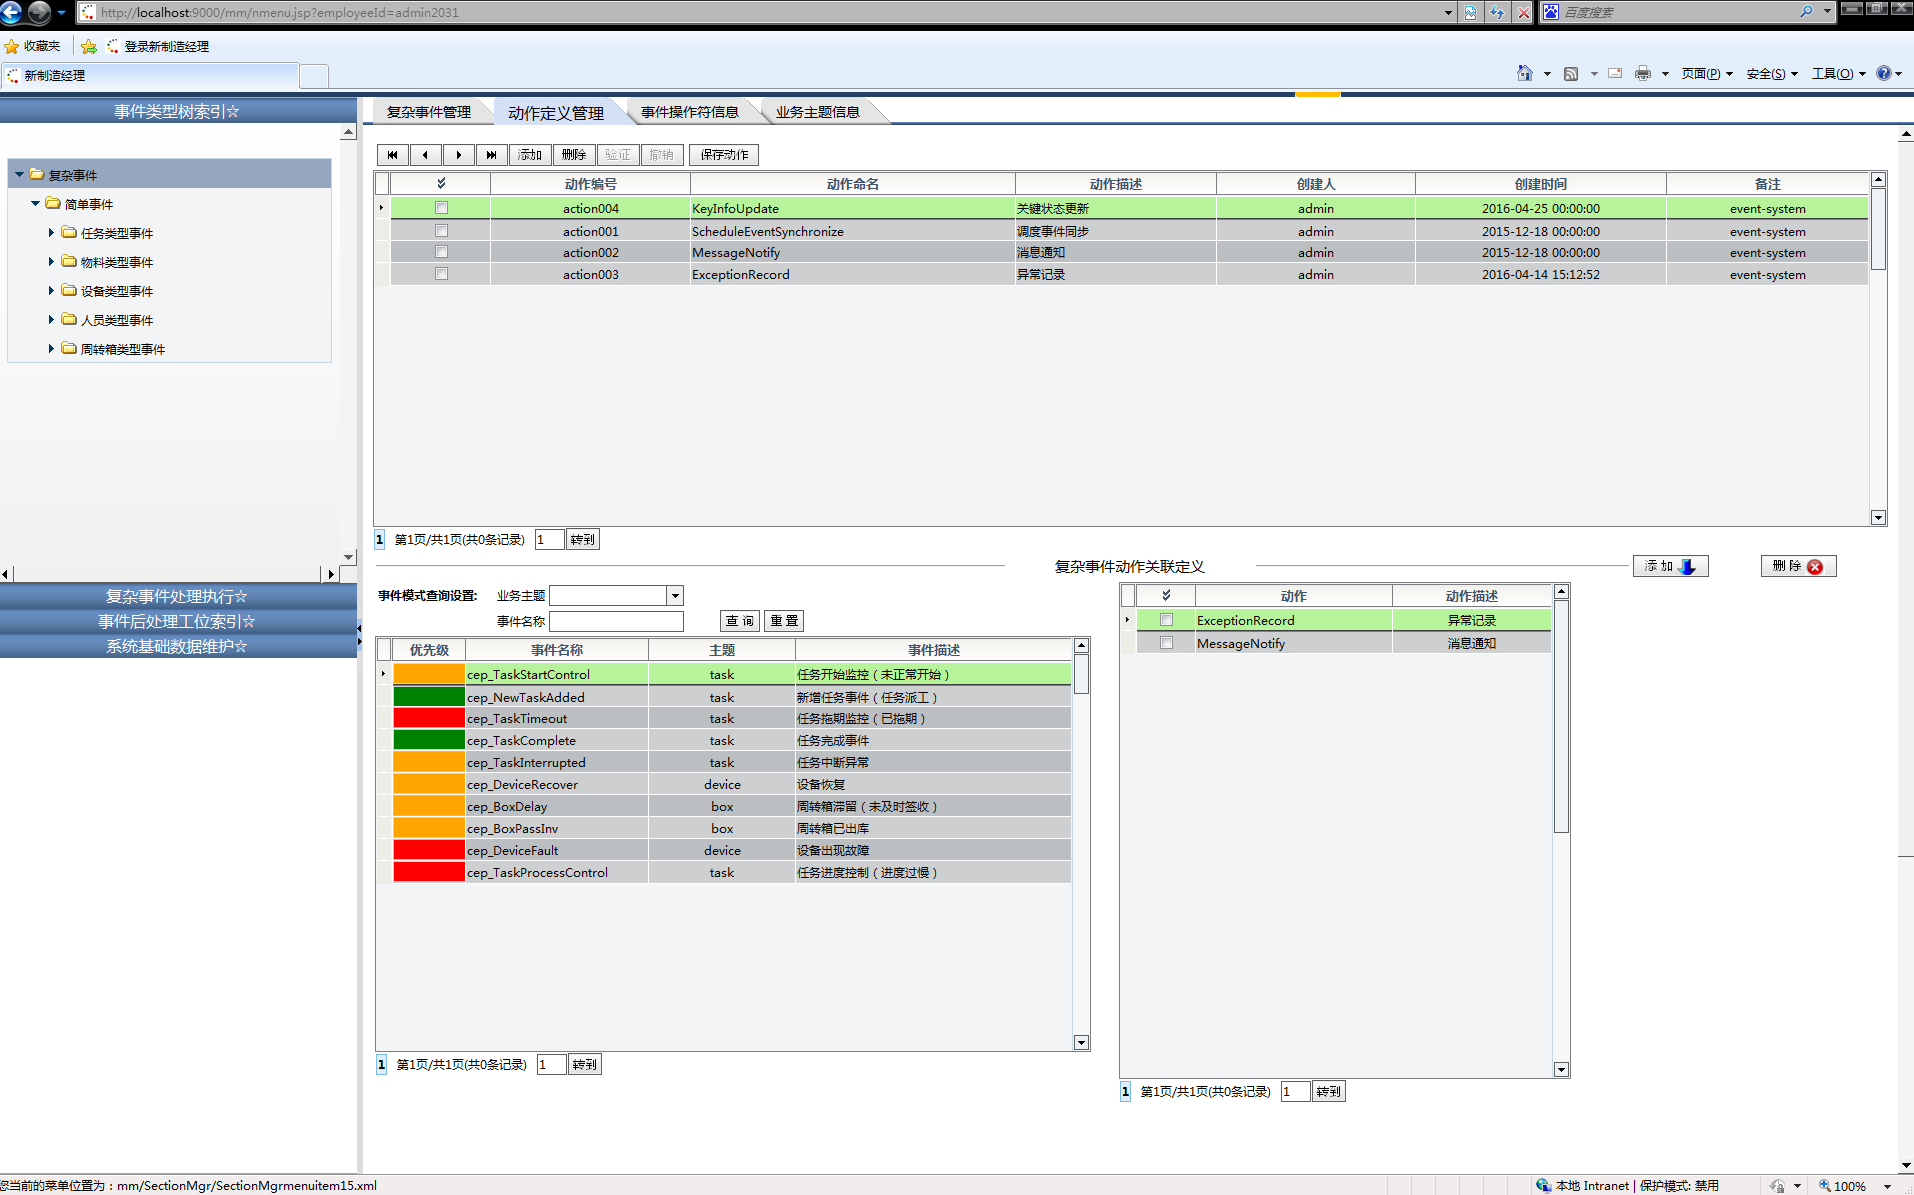 http://localhost:9000/mm/nmenu.jsp?employeeId=admin2031
百度搜索
收藏夹 登录新制造经理
新制造经理
页面(P) 安全(S) 工具(O)
事件类型树索引☆
复杂事件
简单事件
任务类型事件
物料类型事件
设备类型事件
人员类型事件
周转箱类型事件
复杂事件处理执行☆
事件后处理工位索引☆
系统基础数据维护☆
复杂事件管理 动作定义管理 事件操作符信息 业务主题信息
添加 删除 验证 撤销 保存动作
动作编号 动作命名 动作描述 创建人 创建时间 备注
action004 KeyInfoUpdate 关键状态更新 admin 2016-04-25 00:00:00 event-system
action001 ScheduleEventSynchronize 调度事件同步 admin 2015-12-18 00:00:00 event-system
action002 MessageNotify 消息通知 admin 2015-12-18 00:00:00 event-system
action003 ExceptionRecord 异常记录 admin 2016-04-14 15:12:52 event-system
1 第1页/共1页(共0条记录) 1 转到
复杂事件动作关联定义 添加 删除
事件模式查询设置: 业务主题
事件名称 查询 重置
优先级 事件名称 主题 事件描述
cep_TaskStartControl task 任务开始监控（未正常开始）
cep_NewTaskAdded task 新增任务事件（任务派工）
cep_TaskTimeout task 任务拖期监控（已拖期）
cep_TaskComplete task 任务完成事件
cep_TaskInterrupted task 任务中断异常
cep_DeviceRecover device 设备恢复
cep_BoxDelay box 周转箱滞留（未及时签收）
cep_BoxPassInv box 周转箱已出库
cep_DeviceFault device 设备出现故障
cep_TaskProcessControl task 任务进度控制（进度过慢）
1 第1页/共1页(共0条记录) 1 转到
动作 动作描述
ExceptionRecord 异常记录
MessageNotify 消息通知
1 第1页/共1页(共0条记录) 1 转到
您当前的菜单位置为：mm/SectionMgr/SectionMgrmenuitem15.xml
本地 Intranet | 保护模式: 禁用
100%